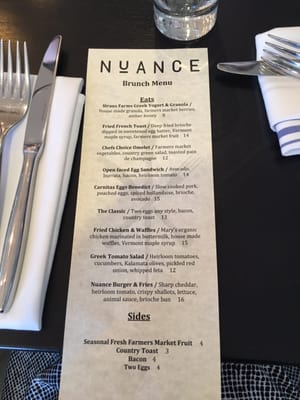 NUANCE
Brunch Menu
Eats
Straus Farms Greek Yogurt & Granola /
House made granola, farmers market berries,
amber honey 8
Fried French Toast / Deep fried brioche
dipped in sweetened egg batter, Vermont
maple syrup, farmers market fruit 14
Chefs Choice Omelet / Farmers market
vegetables, country green salad, toasted pain
de champagne 12
Open faced Egg Sandwich / Avocado,
burrata, bacon, heirloom tomato 14
Carnitas Eggs Benedict / Slow cooked pork,
poached eggs, spiced hollandaise, brioche,
avocado 15
The Classic / Two eggs any style, bacon,
country toast 13
Fried Chicken & Waffles / Mary's organic
chicken marinated in buttermilk, house made
waffles, Vermont maple syrup 15
Greek Tomato Salad / Heirloom tomatoes,
cucumbers, Kalamata olives, pickled red
onion, whipped feta 12
Nuance Burger & Fries / Sharp cheddar,
heirloom tomato, crispy shallots, lettuce,
animal sauce, brioche bun 16
Sides
Seasonal Fresh Farmers Market Fruit 4
Country Toast 3
Bacon 4
Two Eggs 4